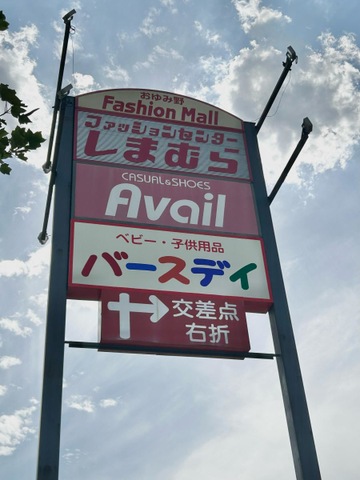 おゆみ野
Fashion Mall
ファッションセンター
しまむら
CASUAL&SHOES
Avail
ベビー・子供用品
バースデイ
交差点
右折